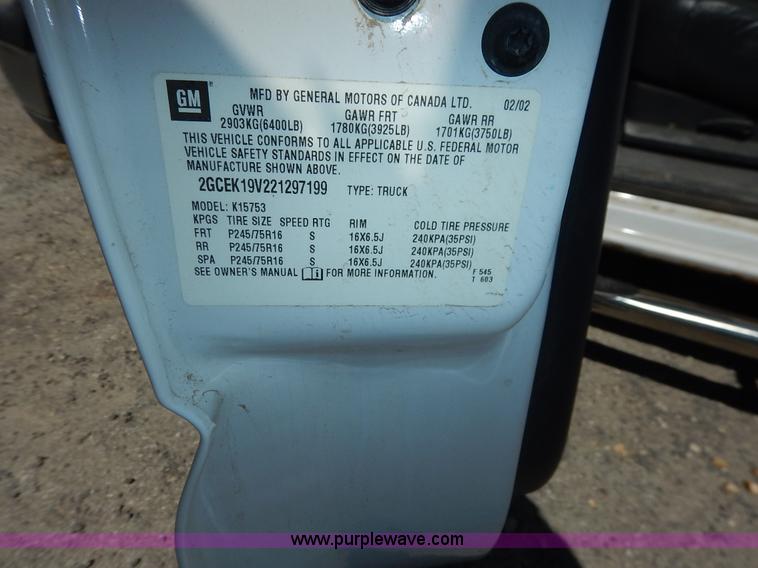 GM
MFD BY GENERAL MOTORS OF CANADA LTD. 02/02
GVWR GAWR FRT GAWR RR
2903KG(6400LB) 1780KG(3925LB) 1701KG(3750LB)
THIS VEHICLE CONFORMS TO ALL APPLICABLE U.S. FEDERAL MOTOR
VEHICLE SAFETY STANDARDS IN EFFECT ON THE DATE OF
MANUFACTURE SHOWN ABOVE.
2GCEK19V221297199 TYPE: TRUCK
MODEL: K15753
KPGS TIRE SIZE SPEED RTG RIM COLD TIRE PRESSURE
FRT P245/75R16 S 16X6.5J 240KPA(35PSI)
RR P245/75R16 S 16X6.5J 240KPA(35PSI)
SPA P245/75R16 S 16X6.5J 240KPA(35PSI)
SEE OWNER'S MANUAL FOR MORE INFORMATION.
F 545
T 603
www.purplewave.com